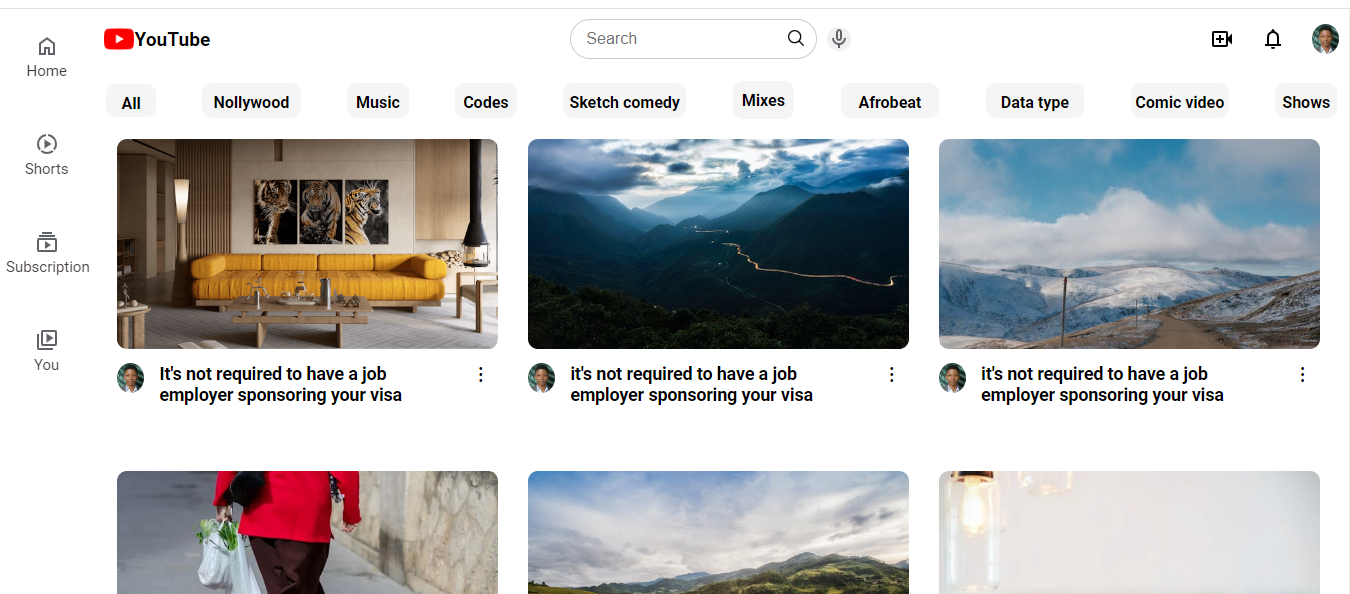 YouTube
Search
Home
All
Nollywood
Music
Codes
Sketch comedy
Mixes
Afrobeat
Data type
Comic video
Shows
Shorts
Subscription
You
It's not required to have a job
employer sponsoring your visa
it's not required to have a job
employer sponsoring your visa
it's not required to have a job
employer sponsoring your visa